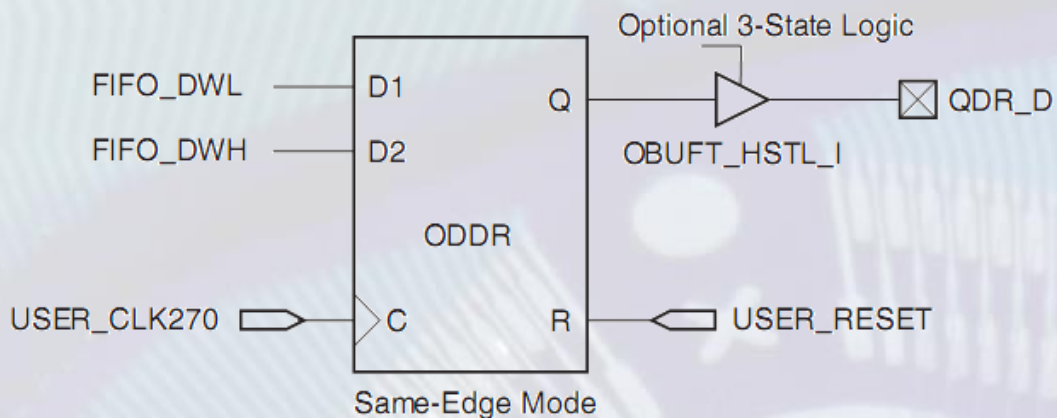 Optional 3-State Logic
FIFO_DWL
D1
Q
QDR_D
FIFO_DWH
D2
OBUFT_HSTL_I
ODDR
USER_CLK270
C
R
USER_RESET
Same-Edge Mode